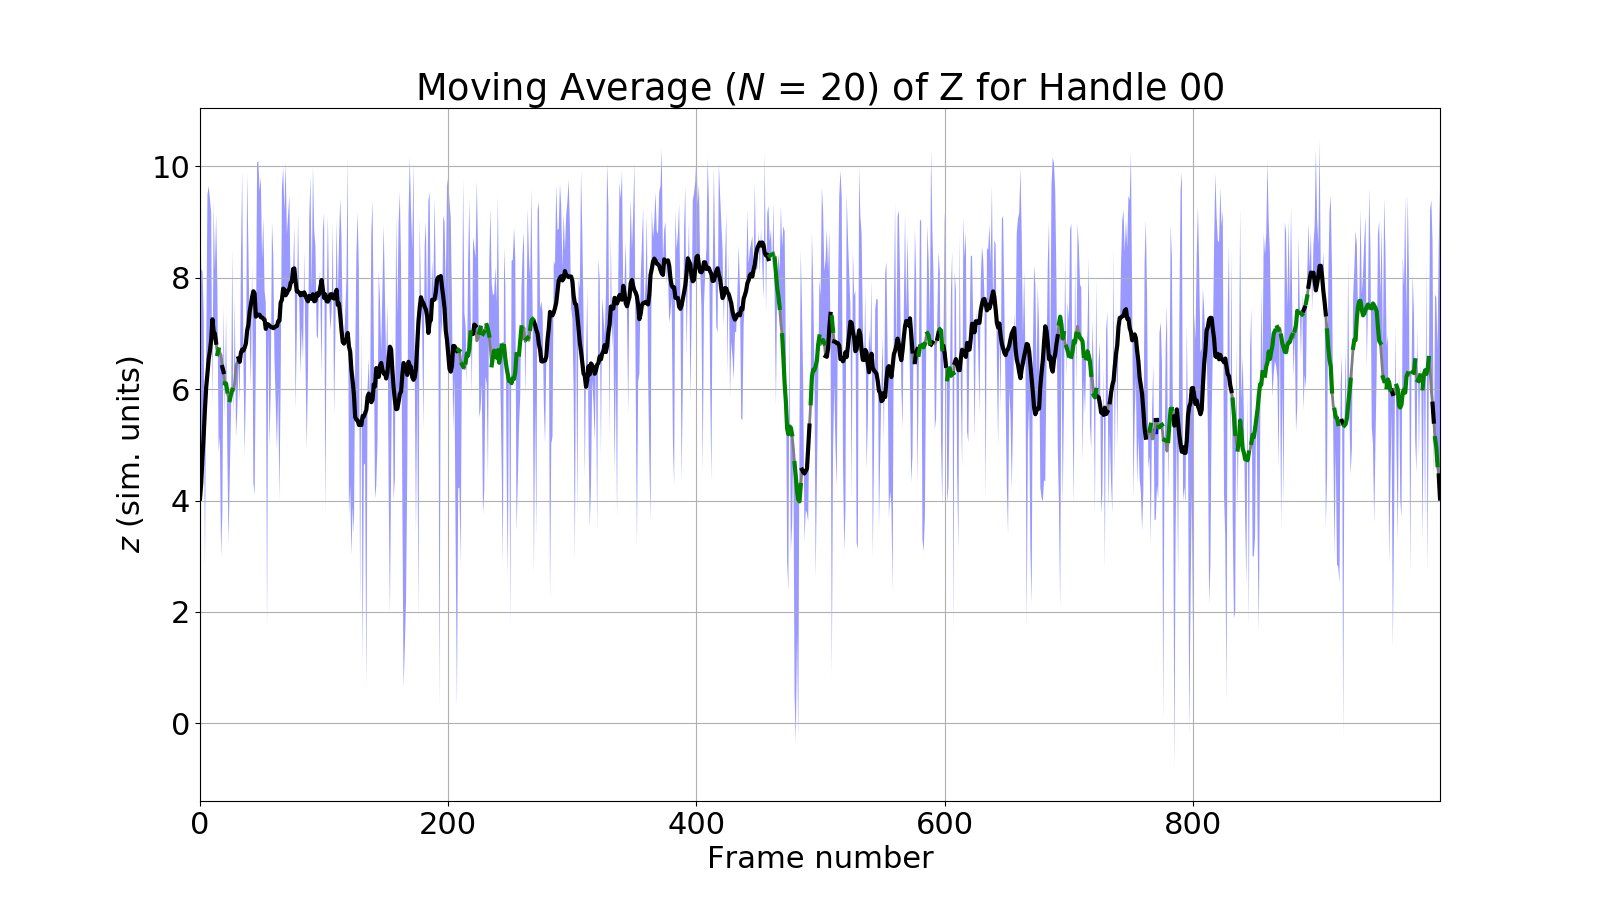 Moving Average (N = 20) of Z for Handle 00
10
8
6
4
2
0
z (sim. units)
0 200 400 600 800
Frame number